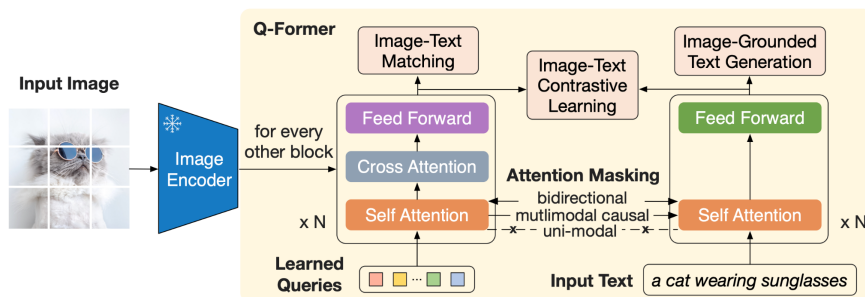 Q-Former
Input Image
Image
Encoder
for every
other block
Image-Text
Matching
Image-Text
Contrastive
Learning
Image-Grounded
Text Generation
Feed Forward
Cross Attention
Self Attention
x N
Attention Masking
bidirectional
mutlimodal causal
x uni-modal x
Feed Forward
Self Attention
x N
Learned
Queries
...
Input Text
a cat wearing sunglasses